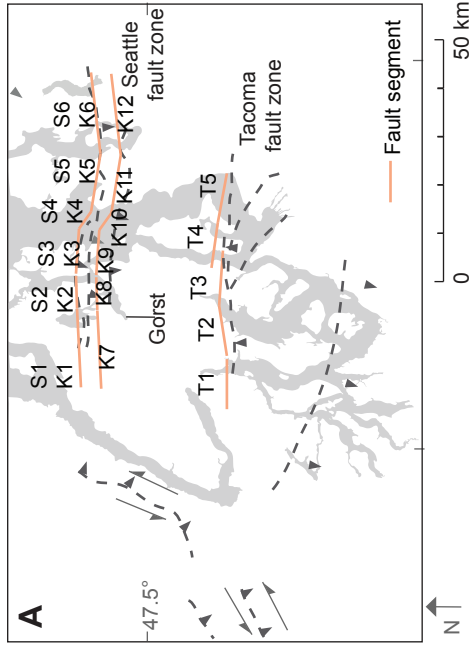 A
S1
S2
S3
S4
S5
S6
K1
K2
K3
K4
K5
K6
K7
K8
K9
K10
K11
K12
Seattle
fault zone
Gorst
47.5°
T1
T2
T3
T4
T5
Tacoma
fault zone
Fault segment
N
0
50 km